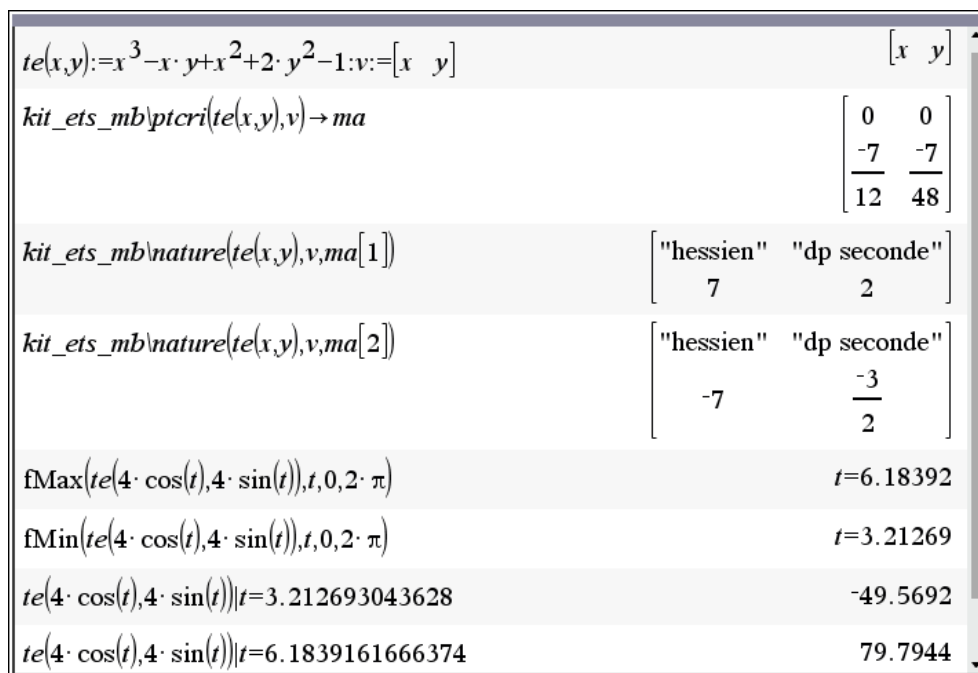 te(x,y):=x^3−x·y+x^2+2·y^2−1:v:=[x y]
[x y]
kit_ets_mb\ptcri(te(x,y),v)→ma
[0 0
-7/12 -7/48]
kit_ets_mb\nature(te(x,y),v,ma[1])
["hessien" "dp seconde"
7 2]
kit_ets_mb\nature(te(x,y),v,ma[2])
["hessien" "dp seconde"
-7 -3/2]
fMax(te(4·cos(t),4·sin(t)),t,0,2·π)
t=6.18392
fMin(te(4·cos(t),4·sin(t)),t,0,2·π)
t=3.21269
te(4·cos(t),4·sin(t))|t=3.212693043628
-49.5692
te(4·cos(t),4·sin(t))|t=6.1839161666374
79.7944